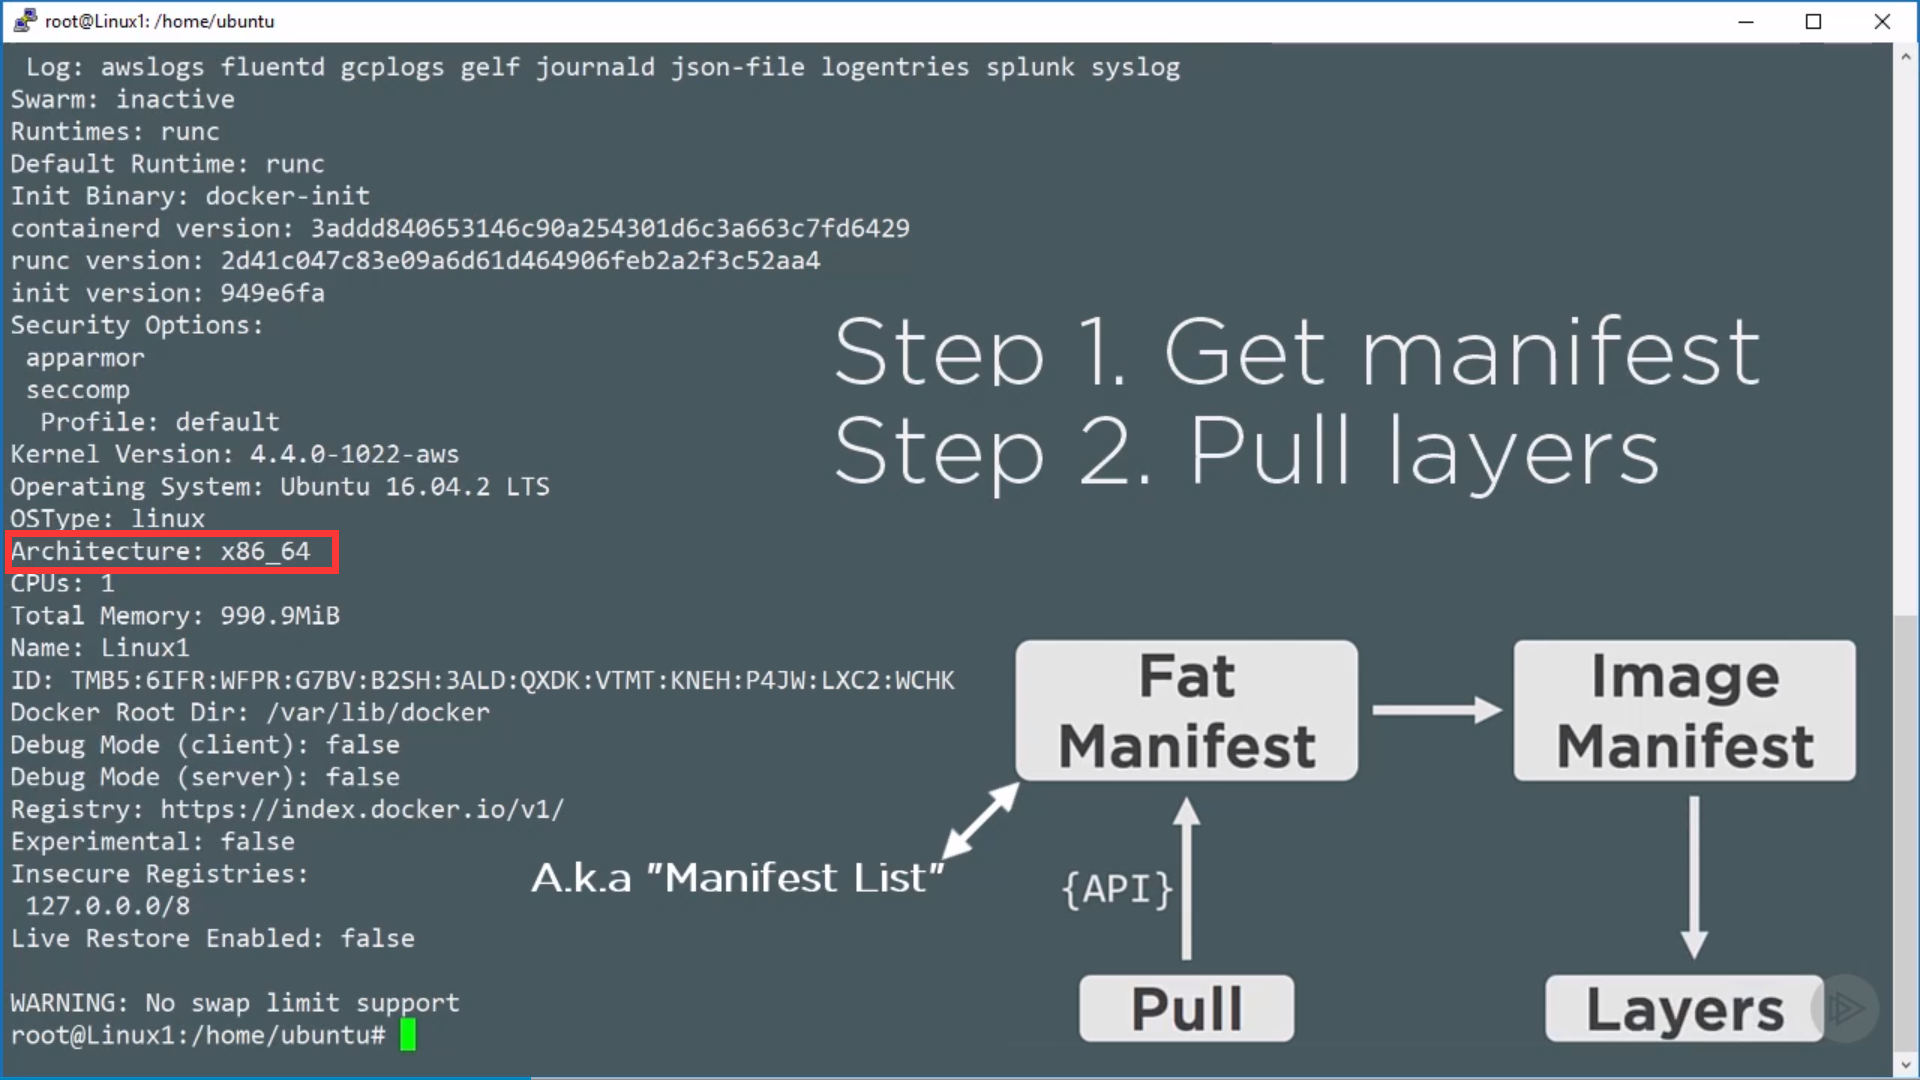 root@Linux1: /home/ubuntu
Log: awslogs fluentd gcplogs gelf journald json-file logentries splunk syslog
Swarm: inactive
Runtimes: runc
Default Runtime: runc
Init Binary: docker-init
containerd version: 3addd840653146c90a254301d6c3a663c7fd6429
runc version: 2d41c047c83e09a6d61d464906feb2a2f3c52aa4
init version: 949e6fa
Security Options:
apparmor
seccomp
Profile: default
Kernel Version: 4.4.0-1022-aws
Operating System: Ubuntu 16.04.2 LTS
OSType: linux
Architecture: x86_64
CPUs: 1
Total Memory: 990.9MiB
Name: Linux1
ID: TMB5:6IFR:WFPR:G7BV:B2SH:3ALD:QXDK:VTMT:KNEH:P4JW:LXC2:WCHK
Docker Root Dir: /var/lib/docker
Debug Mode (client): false
Debug Mode (server): false
Registry: https://index.docker.io/v1/
Experimental: false
Insecure Registries:
127.0.0.0/8
Live Restore Enabled: false
WARNING: No swap limit support
root@Linux1:/home/ubuntu#
Step 1. Get manifest
Step 2. Pull layers
Fat
Manifest
Image
Manifest
A.k.a "Manifest List"
{API}
Pull
Layers